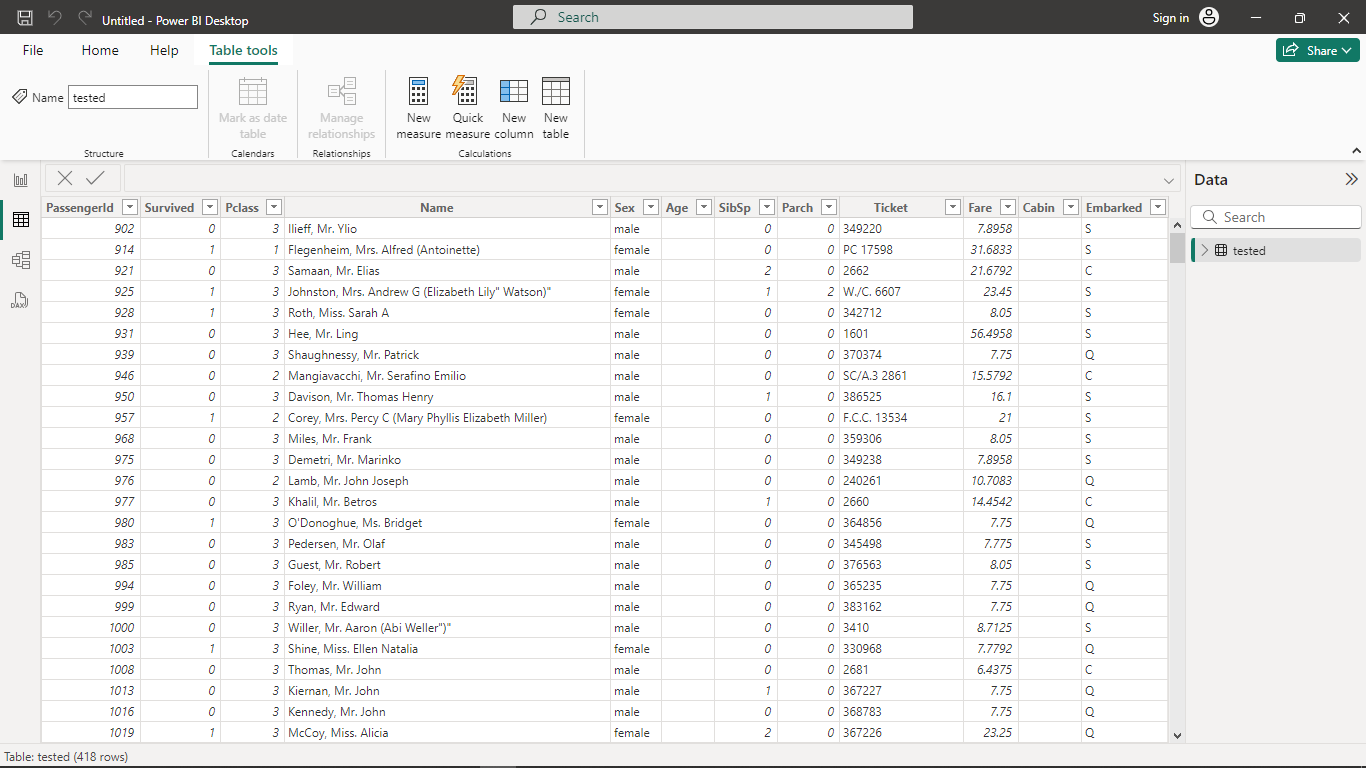 Untitled - Power BI Desktop
Search
Sign in
File Home Help Table tools
Share
Name tested
Mark as date table
Manage relationships
New measure
Quick measure
New column
New table
Structure
Calendars
Relationships
Calculations
Data
Search
tested
PassengerId Survived Pclass Name Sex Age SibSp Parch Ticket Fare Cabin Embarked
902 0 3 Ilieff, Mr. Ylio male 0 0 349220 7.8958 S
914 1 1 Flegenheim, Mrs. Alfred (Antoinette) female 0 0 PC 17598 31.6833 S
921 0 3 Samaan, Mr. Elias male 2 0 2662 21.6792 C
925 1 3 Johnston, Mrs. Andrew G (Elizabeth Lily" Watson)" female 1 2 W./C. 6607 23.45 S
928 1 3 Roth, Miss. Sarah A female 0 0 342712 8.05 S
931 0 3 Hee, Mr. Ling male 0 0 1601 56.4958 S
939 0 3 Shaughnessy, Mr. Patrick male 0 0 370374 7.75 Q
946 0 2 Mangiavacchi, Mr. Serafino Emilio male 0 0 SC/A.3 2861 15.5792 C
950 0 3 Davison, Mr. Thomas Henry male 1 0 386525 16.1 S
957 1 2 Corey, Mrs. Percy C (Mary Phyllis Elizabeth Miller) female 0 0 F.C.C. 13534 21 S
968 0 3 Miles, Mr. Frank male 0 0 359306 8.05 S
975 0 3 Demetri, Mr. Marinko male 0 0 349238 7.8958 S
976 0 2 Lamb, Mr. John Joseph male 0 0 240261 10.7083 Q
977 0 3 Khalil, Mr. Betros male 1 0 2660 14.4542 C
980 1 3 O'Donoghue, Ms. Bridget female 0 0 364856 7.75 Q
983 0 3 Pedersen, Mr. Olaf male 0 0 345498 7.775 S
985 0 3 Guest, Mr. Robert male 0 0 376563 8.05 S
994 0 3 Foley, Mr. William male 0 0 365235 7.75 Q
999 0 3 Ryan, Mr. Edward male 0 0 383162 7.75 Q
1000 0 3 Willer, Mr. Aaron (Abi Weller")" male 0 0 3410 8.7125 S
1003 1 3 Shine, Miss. Ellen Natalia female 0 0 330968 7.7792 Q
1008 0 3 Thomas, Mr. John male 0 0 2681 6.4375 C
1013 0 3 Kiernan, Mr. John male 1 0 367227 7.75 Q
1016 0 3 Kennedy, Mr. John male 0 0 368783 7.75 Q
1019 1 3 McCoy, Miss. Alicia female 2 0 367226 23.25 Q
DAX
Table: tested (418 rows)